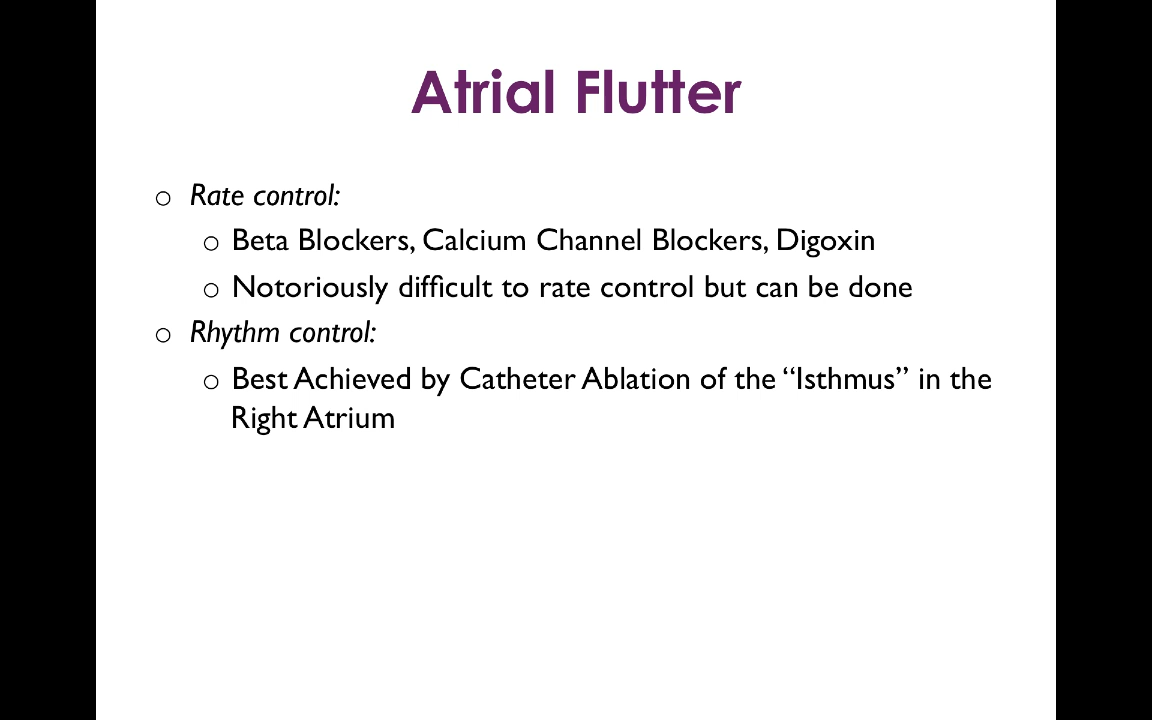 Atrial Flutter
o Rate control:
o Beta Blockers, Calcium Channel Blockers, Digoxin
o Notoriously difficult to rate control but can be done
o Rhythm control:
o Best Achieved by Catheter Ablation of the “Isthmus” in the
Right Atrium